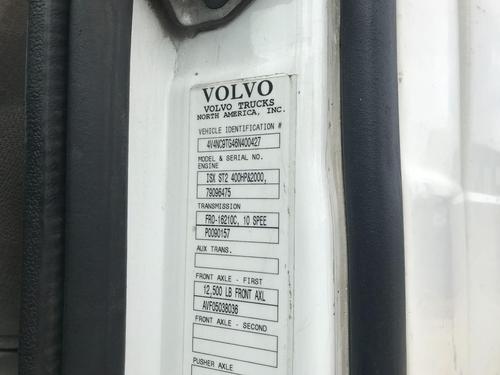 VOLVO
VOLVO TRUCKS
NORTH AMERICA, INC.
VEHICLE IDENTIFICATION #
4V4NC9TG46N400427
MODEL & SERIAL NO.
ENGINE
ISX ST2 400HP&2000,
79096475
TRANSMISSION
FRO-16210C, 10 SPEE
P0090157
AUX TRANS.
FRONT AXLE - FIRST
12,500 LB FRONT AXL
AVF05038036
FRONT AXLE - SECOND
PUSHER AXLE